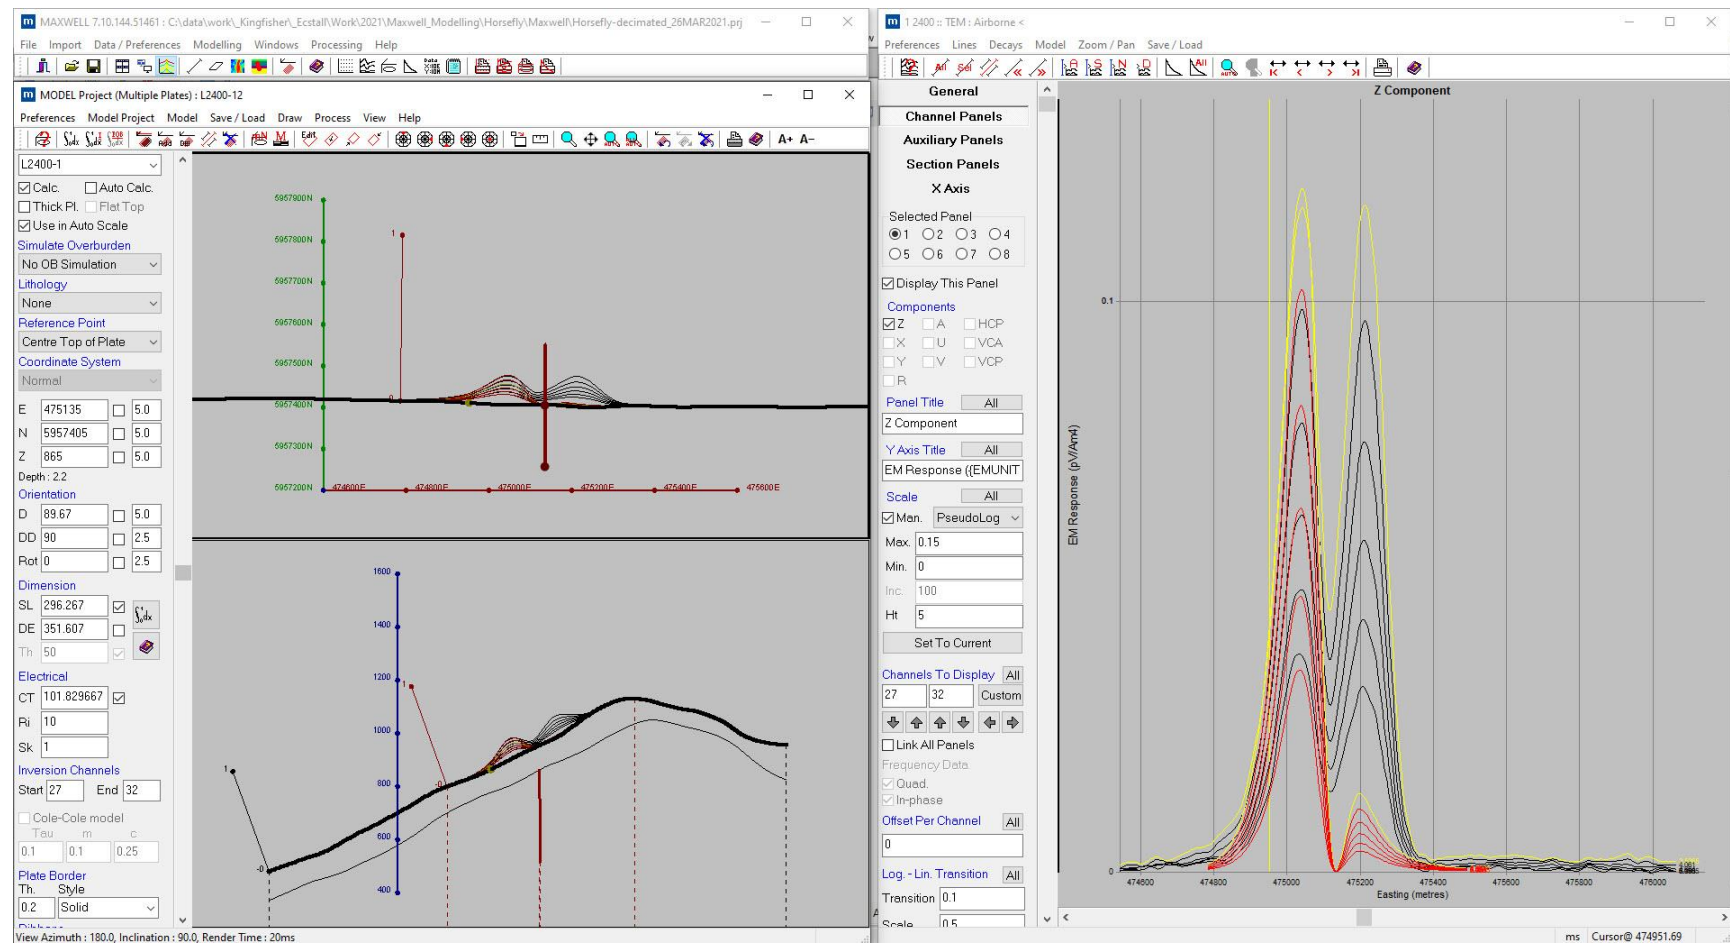 MAXWELL 7.10.144.51461 : C:\data\work\_Kingfisher\_Ecstall\Work\2021\Maxwell_Modelling\Horsefly\Maxwell\Horsefly-decimated_26MAR2021.prj
File Import Data / Preferences Modelling Windows Processing Help
MODEL Project (Multiple Plates) : L2400-12
Preferences Model Project Model Save / Load Draw Process View Help
A+ A-
L2400-1
Calc. Auto Calc.
Thick Pl. Flat Top
Use in Auto Scale
Simulate Overburden
No OB Simulation
Lithology
None
Reference Point
Centre Top of Plate
Coordinate System
Normal
E 475135 5.0
N 5957405 5.0
Z 865 5.0
Depth : 2.2
Orientation
D 89.67 5.0
DD 90 2.5
Rot 0 2.5
Dimension
SL 296.267
DE 351.607
Th 50
Electrical
CT 101.829667
Ri 10
Sk 1
Inversion Channels
Start 27 End 32
Cole-Cole model
Tau m c
0.1 0.1 0.25
Plate Border
Th. Style
0.2 Solid
View Azimuth : 180.0, Inclination : 90.0, Render Time : 20ms
5957900N
5957800N
5957700N
5957600N
5957500N
5957400N
5957300N
5957200N
474600E 474800E 475000E 475200E 475400E 475600E
1
0
1600
1400
1200
1000
800
600
400
1
-0
1
-0
1 2400 :: TEM : Airborne <
Preferences Lines Decays Model Zoom / Pan Save / Load
General
Channel Panels
Auxiliary Panels
Section Panels
X Axis
Selected Panel
1 2 3 4
5 6 7 8
Display This Panel
Components
Z A HCP
X U VCA
Y V VCP
R
Panel Title All
Z Component
Y Axis Title All
EM Response ({EMUNIT
Scale All
Man. PseudoLog
Max. 0.15
Min. 0
Inc. 100
Ht 5
Set To Current
Channels To Display All
27 32 Custom
Link All Panels
Frequency Data
Quad.
In-phase
Offset Per Channel All
0
Log. - Lin. Transition All
Transition 0.1
Scale 0.5
Z Component
EM Response (pV/Am4)
0.1
0
474600 474800 475000 475200 475400 475600 475800 476000
Easting (metres)
ms Cursor@ 474951.69